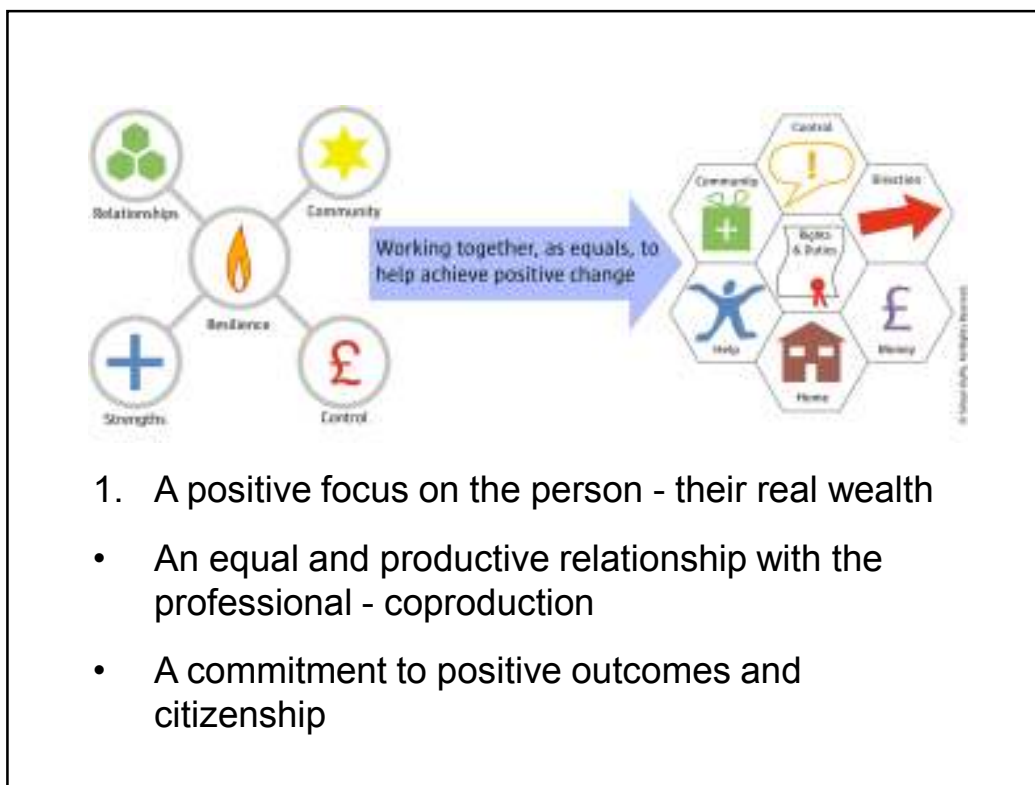 Relationships
Community
Resilience
Strengths
£
Control
Working together, as equals, to
help achieve positive change
Control
!
Community
Direction
Rights
& Duties
Help
£
Money
Home
1. A positive focus on the person - their real wealth
• An equal and productive relationship with the
professional - coproduction
• A commitment to positive outcomes and
citizenship